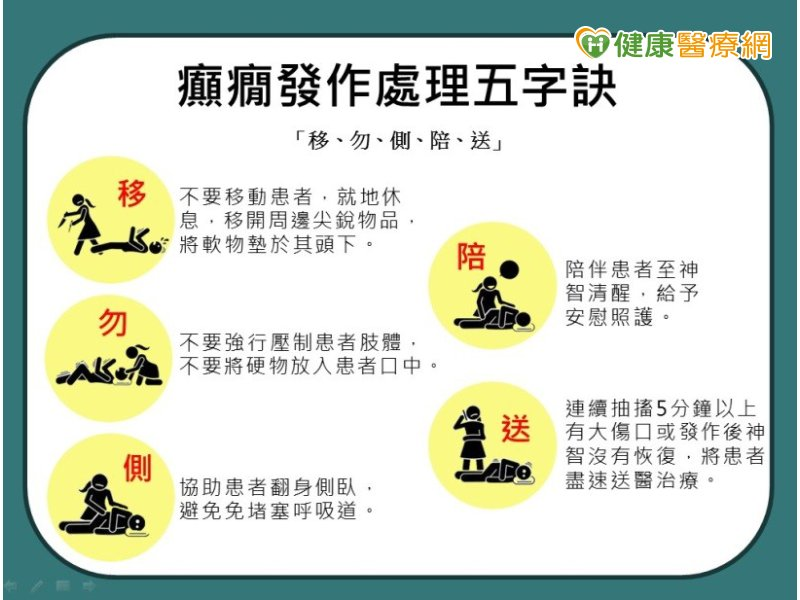 健康醫療網
癲癇發作處理五字訣
「移、勿、側、陪、送」
移
不要移動患者，就地休
息，移開周邊尖銳物品，
將軟物墊於其頭下。
勿
不要強行壓制患者肢體，
不要將硬物放入患者口中。
側
協助患者翻身側臥，
避免免堵塞呼吸道。
陪
陪伴患者至神
智清醒，給予
安慰照護。
送
連續抽搐5分鐘以上
有大傷口或發作後神
智沒有恢復，將患者
盡速送醫治療。